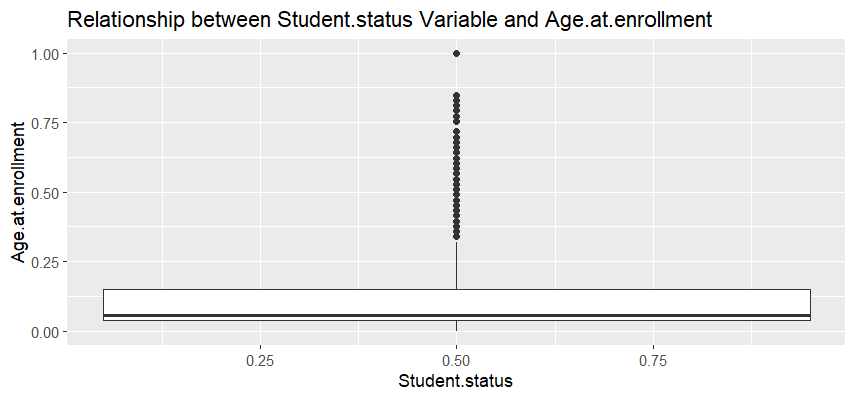 Relationship between Student.status Variable and Age.at.enrollment
1.00
0.75
0.50
0.25
0.00
Age.at.enrollment
0.25 0.50 0.75
Student.status